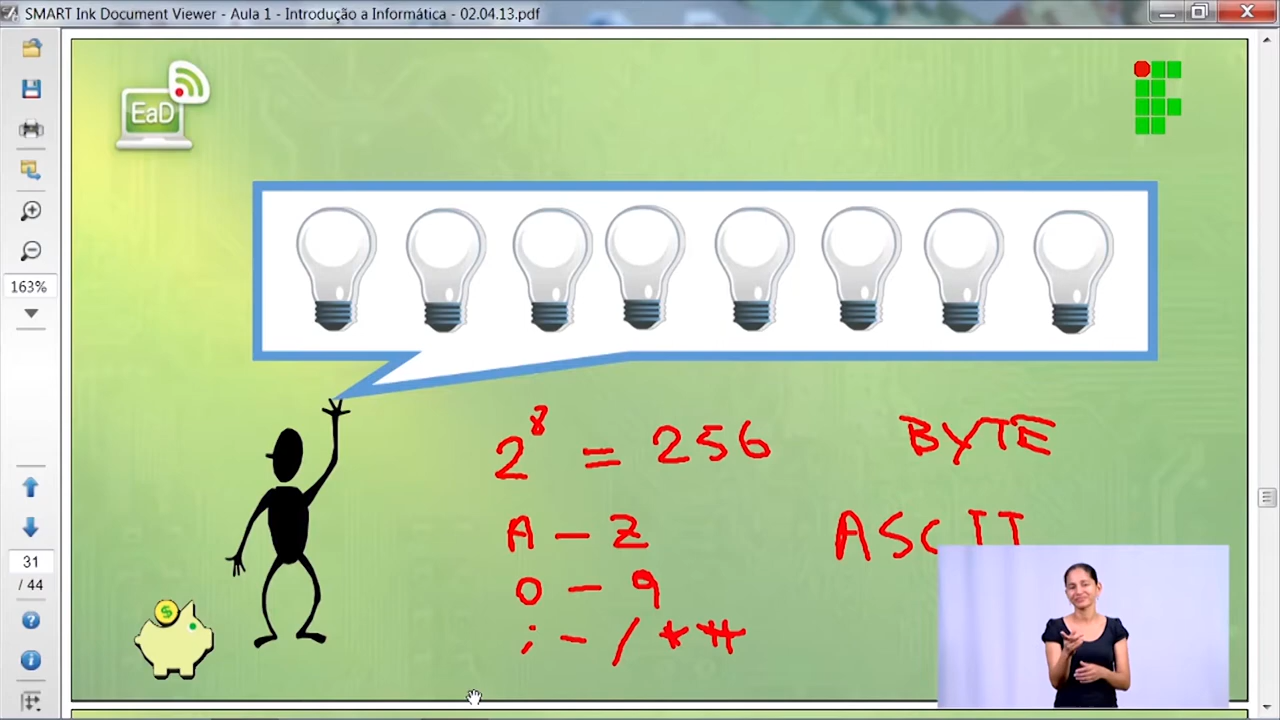 SMART Ink Document Viewer - Aula 1 - Introdução a Informática - 02.04.13.pdf
EaD
163%
2⁸ = 256
BYTE
A - Z
ASCII
0 - 9
; - / * *
31
/ 44
$